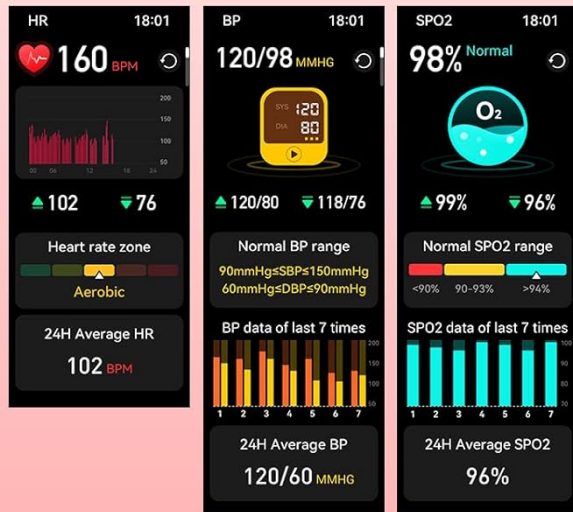 HR 18:01
160 BPM
200
150
100
50
00 06 12 18 24
102 76
Heart rate zone
Aerobic
24H Average HR
102 BPM
BP 18:01
120/98 MMHG
SYS 120
DIA 80
120/80 118/76
Normal BP range
90mmHg≤SBP≤150mmHg
60mmHg≤DBP≤90mmHg
BP data of last 7 times
200
150
100
50
1 2 3 4 5 6 7
24H Average BP
120/60 MMHG
SPO2 18:01
98% Normal
O₂
99% 96%
Normal SPO2 range
<90% 90-93% >94%
SPO2 data of last 7 times
100
90
80
70
1 2 3 4 5 6 7
24H Average SPO2
96%